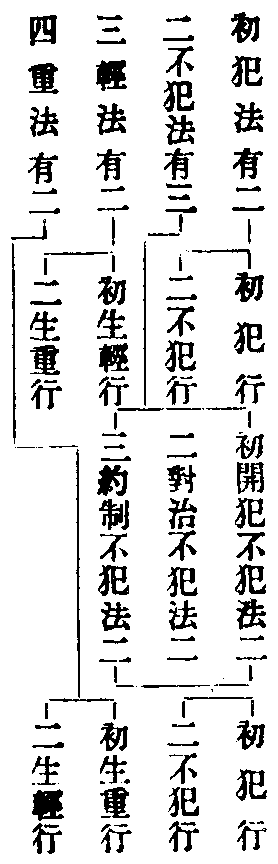 初犯法有二
二不犯法有三
三輕法有二
四重法有二
初犯行
二不犯行
初生輕行
二生重行
初開犯不犯法二
二對治不犯法二
三約制不犯法二
初犯行
二不犯行
初生重行
二生輕行